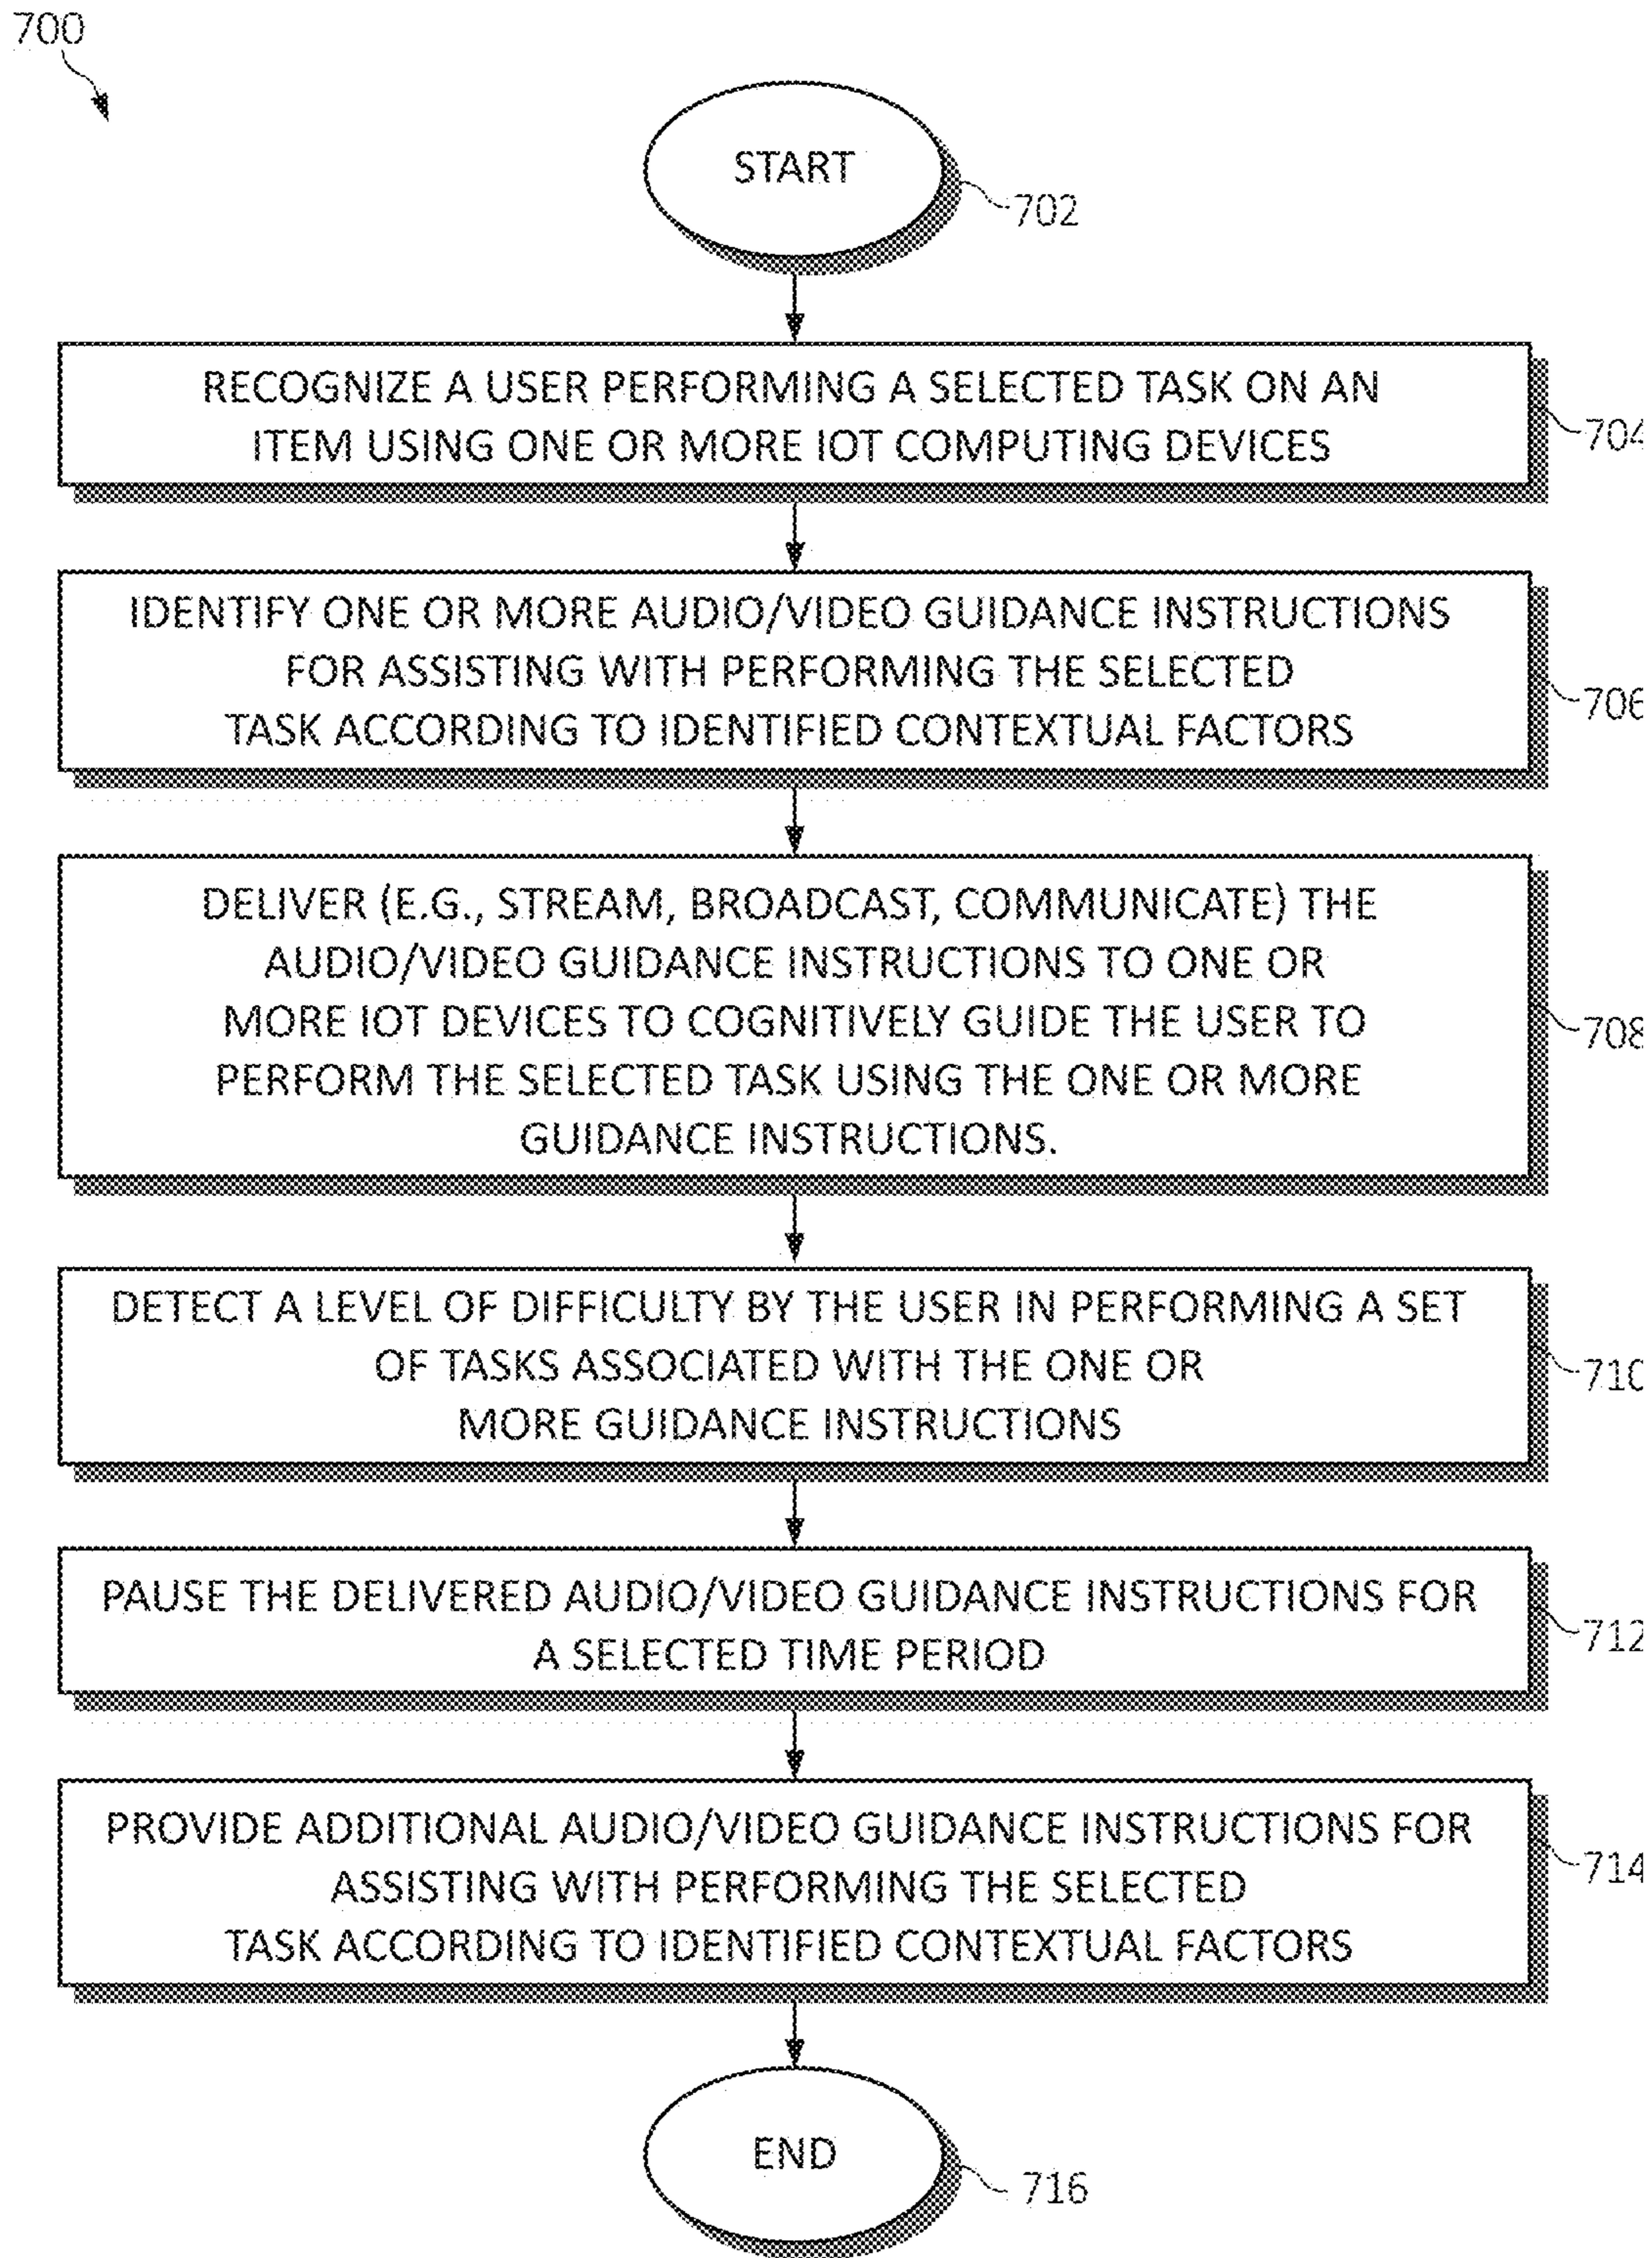 700
START
702
RECOGNIZE A USER PERFORMING A SELECTED TASK ON AN
ITEM USING ONE OR MORE IOT COMPUTING DEVICES
704
IDENTIFY ONE OR MORE AUDIO/VIDEO GUIDANCE INSTRUCTIONS
FOR ASSISTING WITH PERFORMING THE SELECTED
TASK ACCORDING TO IDENTIFIED CONTEXTUAL FACTORS
706
DELIVER (E.G., STREAM, BROADCAST, COMMUNICATE) THE
AUDIO/VIDEO GUIDANCE INSTRUCTIONS TO ONE OR
MORE IOT DEVICES TO COGNITIVELY GUIDE THE USER TO
PERFORM THE SELECTED TASK USING THE ONE OR MORE
GUIDANCE INSTRUCTIONS.
708
DETECT A LEVEL OF DIFFICULTY BY THE USER IN PERFORMING A SET
OF TASKS ASSOCIATED WITH THE ONE OR
MORE GUIDANCE INSTRUCTIONS
710
PAUSE THE DELIVERED AUDIO/VIDEO GUIDANCE INSTRUCTIONS FOR
A SELECTED TIME PERIOD
712
PROVIDE ADDITIONAL AUDIO/VIDEO GUIDANCE INSTRUCTIONS FOR
ASSISTING WITH PERFORMING THE SELECTED
TASK ACCORDING TO IDENTIFIED CONTEXTUAL FACTORS
714
END
716